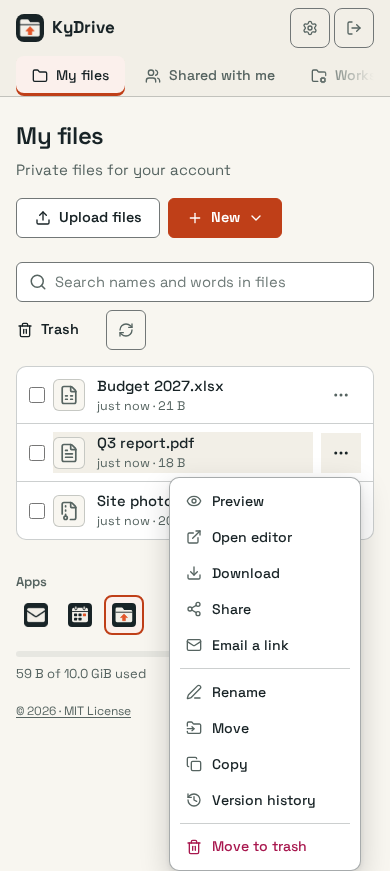 KyDrive
My files
Shared with me
My files
Private files for your account
Upload files
New
Search names and words in files
Trash
Budget 2027.xlsx
just now · 21 B
Q3 report.pdf
just now · 18 B
Site photo
just now · 20
Preview
Open editor
Download
Share
Email a link
Rename
Move
Copy
Version history
Move to trash
Apps
59 B of 10.0 GiB used
© 2026 · MIT License